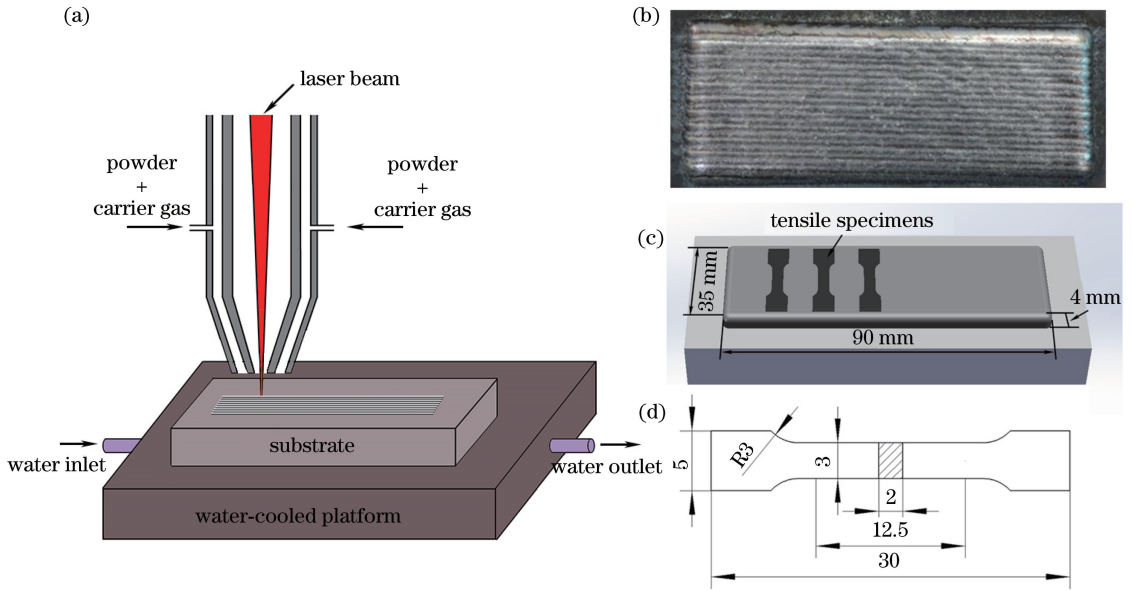 (a)
laser beam
powder
+
carrier gas
powder
+
carrier gas
water inlet
substrate
water outlet
water-cooled platform
(b)
(c)
tensile specimens
35 mm
4 mm
90 mm
(d)
5
R3
3
2
12.5
30